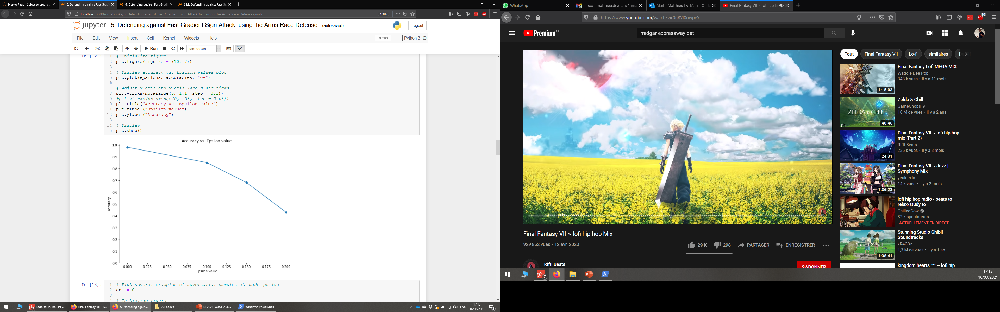 Home Page - Select or create a
5. Defending against Fast Grad
6. Defending against Fast Grad
6.bis Defending against Fast Gr
localhost:8888/notebooks/5. Defending against Fast Gradient Sign Attack%2C using the Arms Race Defense.ipynb
120%
ABP
jupyter 5. Defending against Fast Gradient Sign Attack, using the Arms Race Defense (autosaved)
Logout
File Edit View Insert Cell Kernel Widgets Help
Trusted
Python 3
Run
Markdown
In [12]:
1 # Initialize figure
2 plt.figure(figsize = (10, 7))
3
4 # Display accuracy vs. Epsilon values plot
5 plt.plot(epsilons, accuracies, "o-")
6
7 # Adjust x-axis and y-axis labels and ticks
8 plt.yticks(np.arange(0, 1.1, step = 0.1))
9 #plt.xticks(np.arange(0, .35, step = 0.05))
10 plt.title("Accuracy vs. Epsilon value")
11 plt.xlabel("Epsilon value")
12 plt.ylabel("Accuracy")
13
14 # Display
15 plt.show()
Accuracy vs. Epsilon value
1.0
0.9
0.8
0.7
0.6
0.5
0.4
0.3
0.2
0.1
0.0
Accuracy
0.000 0.025 0.050 0.075 0.100 0.125 0.150 0.175 0.200
Epsilon value
In [13]:
1 # Plot several examples of adversarial samples at each epsilon
2 cnt = 0
3
4 # Initialize figure
7
Todoist: To-Do List ...
Final Fantasy VII ~ l...
5. Defending again...
All codes
DL2021_W8S1-2-3....
Windows PowerShell
ENG
17:13
16/03/2021
2
WhatsApp
Inbox - matthieu.de.mari@gma
Mail - Matthieu De Mari - Outl
Final Fantasy VII ~ lofi hip h
https://www.youtube.com/watch?v=0nBYI0owpeY
ABP
10
Premium SG
midgar expressway ost
Tout
Final Fantasy VII
Lo-fi
similaires
Final Fantasy Lofi MEGA MIX
Waddle Dee Pop
348 k vues • il y a 11 mois
1:15:03
Zelda & Chill
GameChops
18 M de vues • il y a 2 ans
ZELDA & CHILL
40:46
Final Fantasy VII ~ lofi hip hop
mix (Part 2)
Rifti Beats
235 k vues • il y a 8 mois
24:31
Final Fantasy VII ~ Jazz |
Symphony Mix
yeuleexia
14 k vues • il y a 2 mois
1:36:23
lofi hip hop radio - beats to
relax/study to
ChilledCow
32 k spectateurs
ACTUELLEMENT EN DIRECT
Stunning Studio Ghibli
Soundtracks
xR4G3z
1,3 M de vues • il y a 1 an
Studio Ghibli
1:38:41
kingdom hearts ¹⁻³ ~ lofi hip
Final Fantasy VII ~ lofi hip hop Mix
929 862 vues • 12 avr. 2020
29 K
298
PARTAGER
ENREGISTRER
Rifti Beats
S'ABONNER
7
17:13
16/03/2021